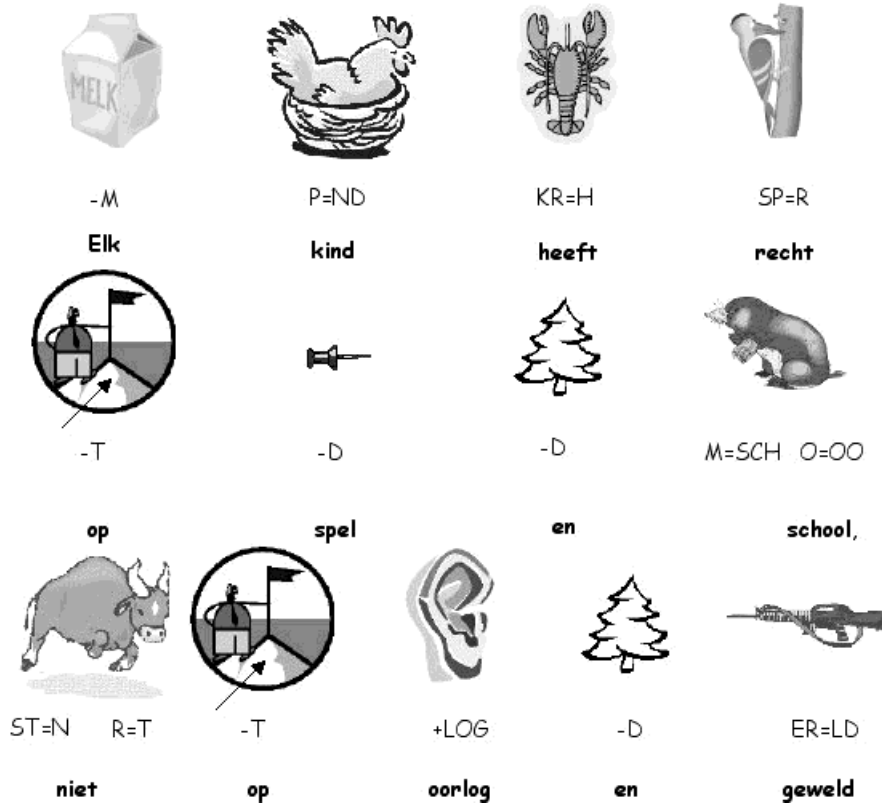 MELK
-M P=ND KR=H SP=R
Elk kind heeft recht
-T -D -D M=SCH O=OO
op spel en school,
ST=N R=T -T +LOG -D ER=LD
niet op oorlog en geweld